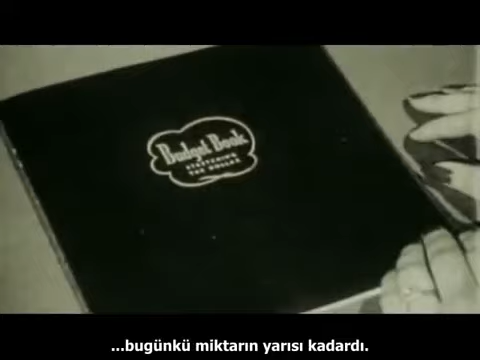 Budget Book
STRETCHING
THE DOLLAR
...bugünkü miktarın yarısı kadardı.